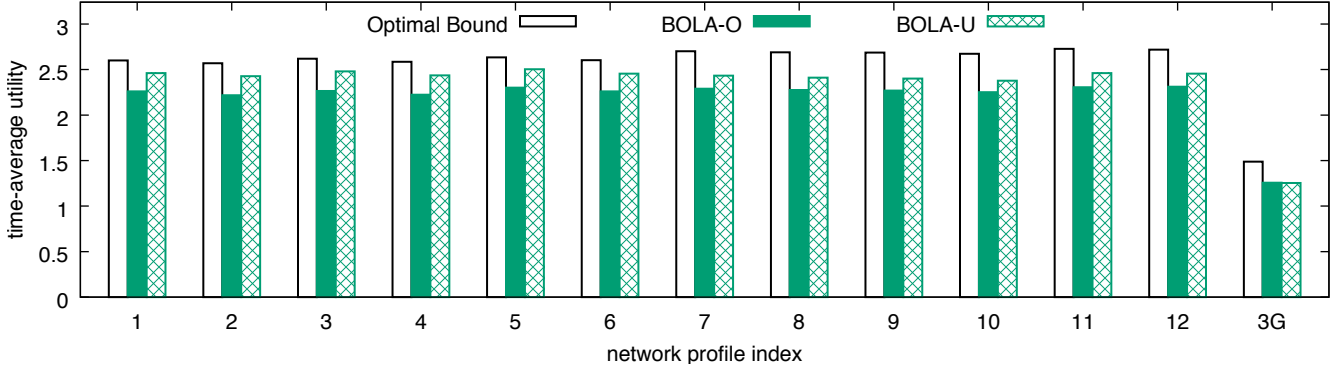 Optimal Bound BOLA-O BOLA-U
3
2.5
2
1.5
1
0.5
0
time-average utility
1 2 3 4 5 6 7 8 9 10 11 12 3G
network profile index